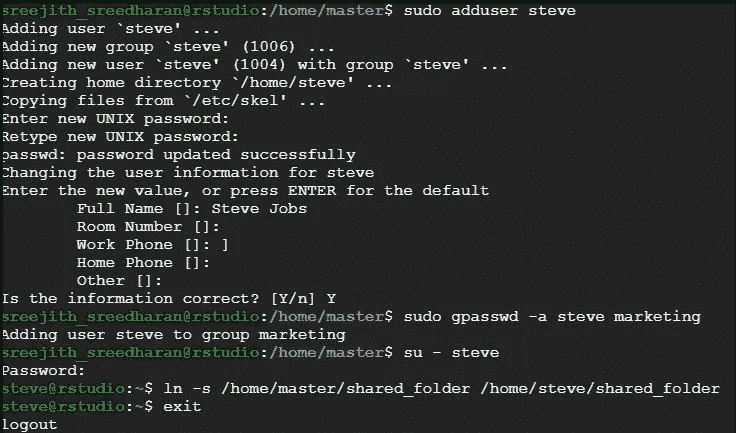 sreejith_sreedharan@rstudio:/home/master$ sudo adduser steve
Adding user `steve' ...
Adding new group `steve' (1006) ...
Adding new user `steve' (1004) with group `steve' ...
Creating home directory `/home/steve' ...
Copying files from `/etc/skel' ...
Enter new UNIX password:
Retype new UNIX password:
passwd: password updated successfully
Changing the user information for steve
Enter the new value, or press ENTER for the default
        Full Name []: Steve Jobs
        Room Number []:
        Work Phone []: ]
        Home Phone []:
        Other []:
Is the information correct? [Y/n] Y
sreejith_sreedharan@rstudio:/home/master$ sudo gpasswd -a steve marketing
Adding user steve to group marketing
sreejith_sreedharan@rstudio:/home/master$ su - steve
Password:
steve@rstudio:~$ ln -s /home/master/shared_folder /home/steve/shared_folder
steve@rstudio:~$ exit
logout